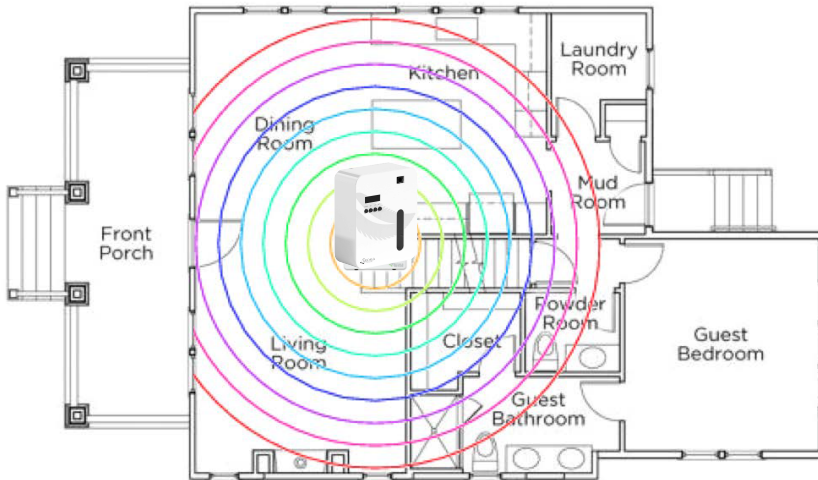 Laundry
Room
Kitchen
Dining
Room
Mud
Room
Front
Porch
Powder
Room
Living
Room
Closet
Guest
Bedroom
Guest
Bathroom